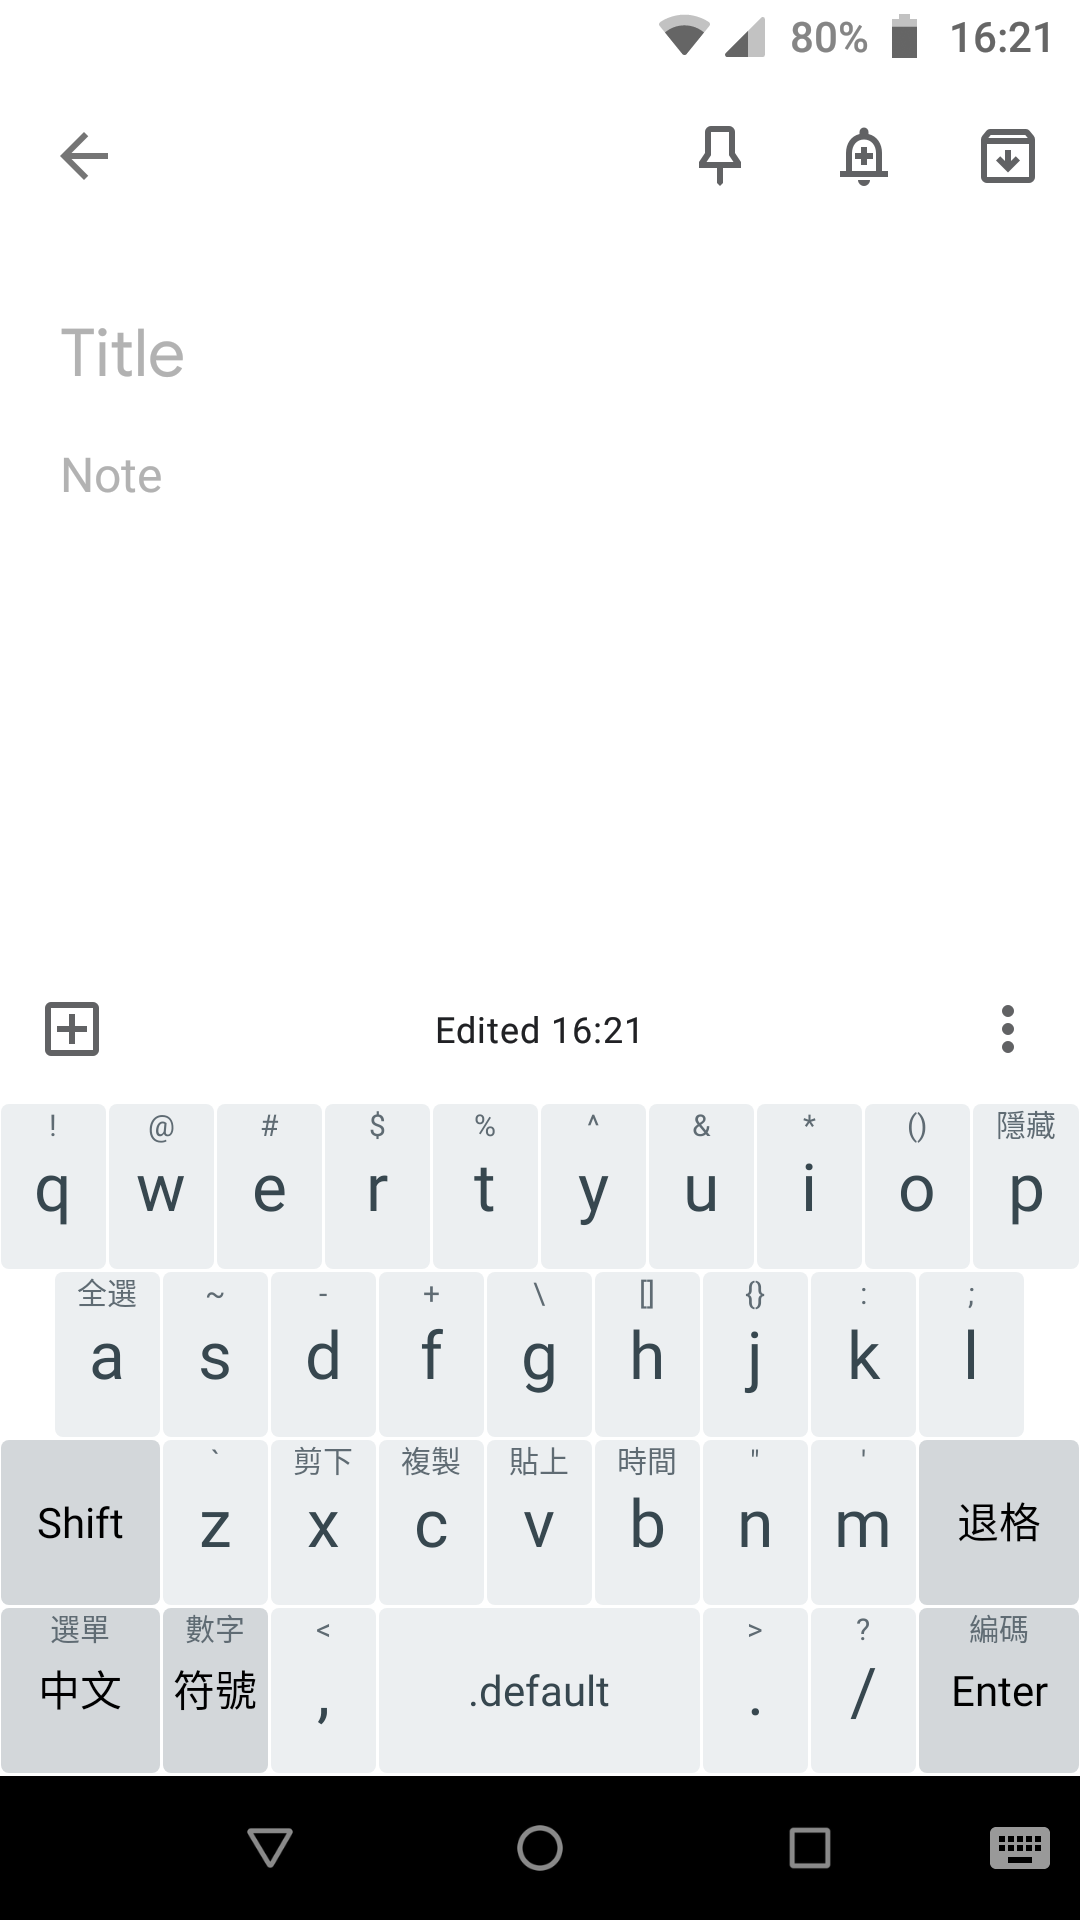 80% 16:21
Title
Note
Edited 16:21
! @ # $ % ^ & * () 隱藏
q w e r t y u i o p
全選 ~ - + \ [] {} : ;
a s d f g h j k l
` 剪下 複製 貼上 時間 " '
Shift z x c v b n m 退格
選單 數字 < > ? 編碼
中文 符號 , .default . / Enter